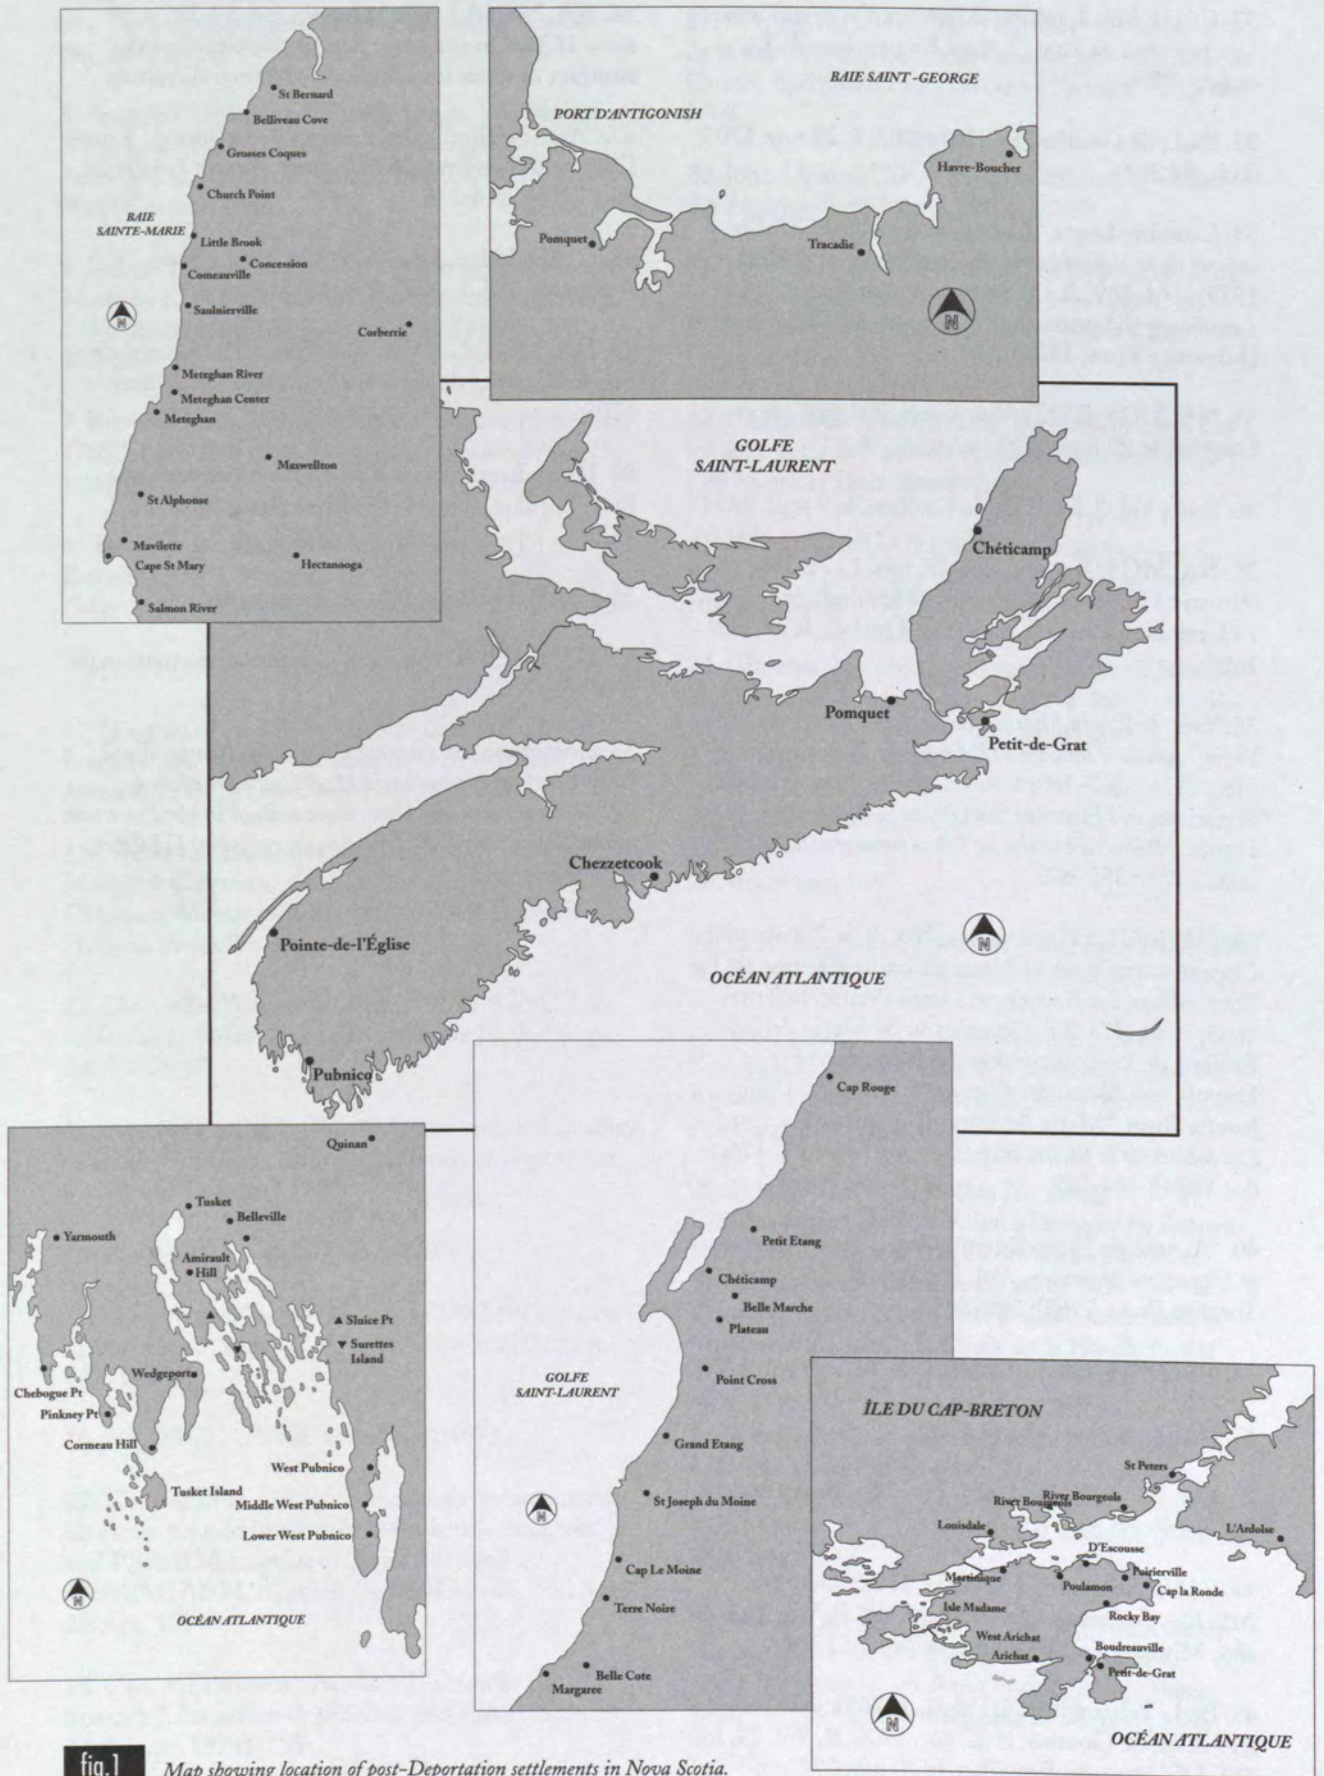 St Bernard
Belliveau Cove
Grosses Coques
Church Point
BAIE
SAINTE-MARIE
Little Brook
Concession
Comeauville
N
Saulnierville
Corberrie
Meteghan River
Meteghan Center
Meteghan
Maxwellton
St Alphonse
Mavilette
Cape St Mary
Hectanooga
Salmon River
BAIE SAINT-GEORGE
PORT D'ANTIGONISH
Havre-Boucher
Pomquet
Tracadie
N
GOLFE
SAINT-LAURENT
Chéticamp
Pomquet
Petit-de-Grat
Chezzetcook
Pointe-de-l'Église
N
OCÉAN ATLANTIQUE
Pubnico
Quinan
Tusket
Belleville
Yarmouth
Amirault
Hill
Sluice Pt
Surettes
Island
Wedgeport
Chebogue Pt
Pinkney Pt
Cormeau Hill
West Pubnico
Tusket Island
Middle West Pubnico
Lower West Pubnico
N
OCÉAN ATLANTIQUE
Cap Rouge
Petit Etang
Chéticamp
Belle Marche
Plateau
Point Cross
GOLFE
SAINT-LAURENT
Grand Etang
St Joseph du Moine
N
Cap Le Moine
Terre Noire
Belle Cote
Margaree
ÎLE DU CAP-BRETON
St Peters
River Bourgeols
River Bourgeols
Louisdale
L'Ardolse
D'Escousse
Martinique
Poulamon
Poirierville
Cap la Ronde
Isle Madame
Rocky Bay
West Arichat
Arichat
Boudreauville
Petit-de-Grat
N
OCÉAN ATLANTIQUE
fig.1 Map showing location of post-Deportation settlements in Nova Scotia.